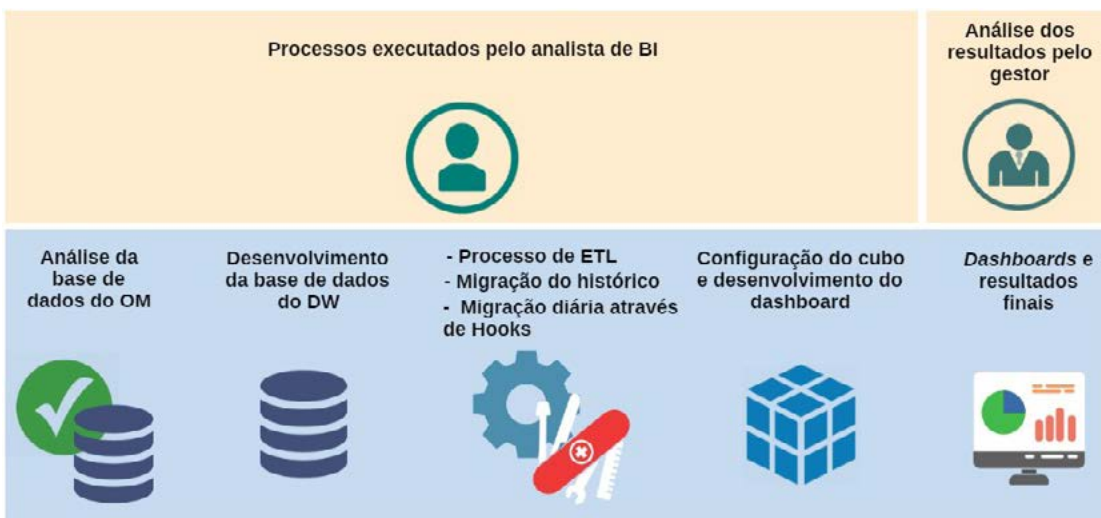 Processos executados pelo analista de BI
Análise dos
resultados pelo
gestor
Análise da
base de
dados do OM
Desenvolvimento
da base de dados
do DW
- Processo de ETL
- Migração do histórico
- Migração diária através
de Hooks
Configuração do cubo
e desenvolvimento do
dashboard
Dashboards e
resultados
finais